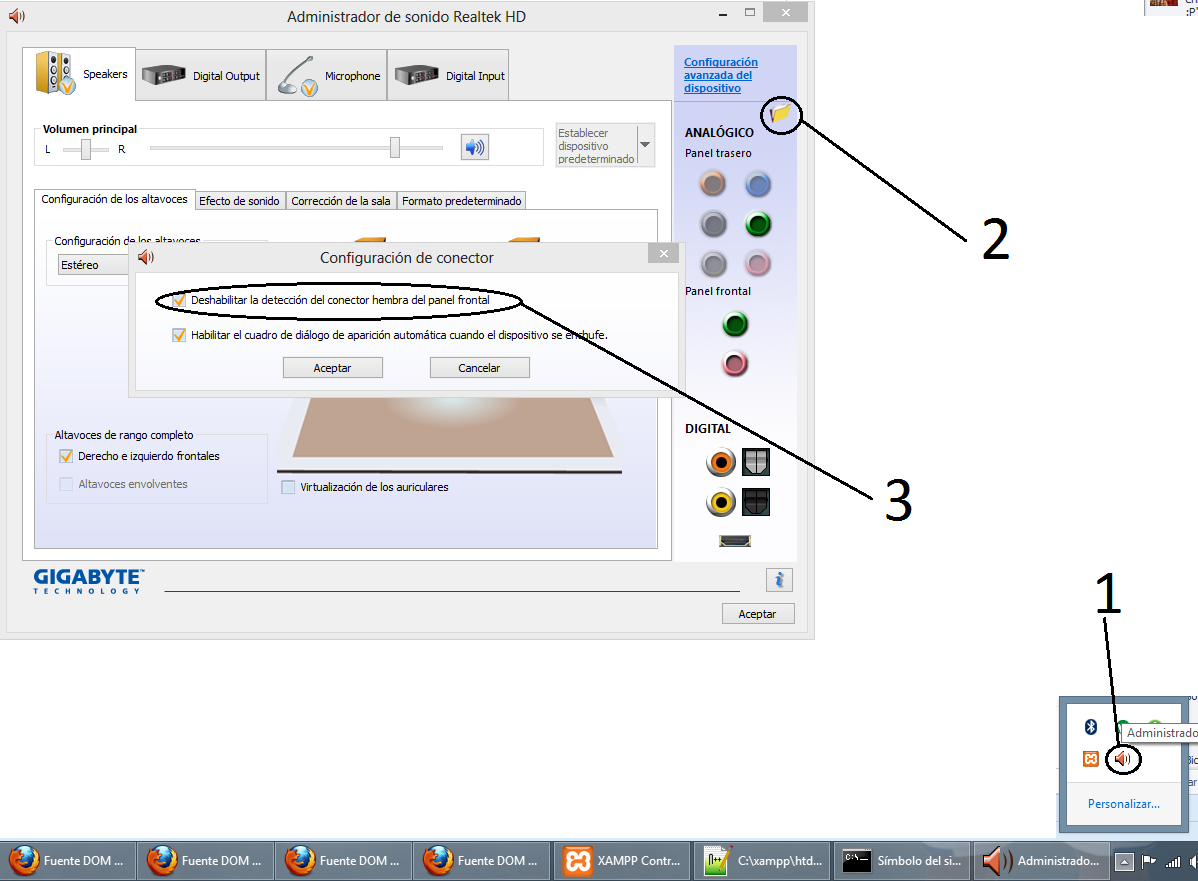 Administrador de sonido Realtek HD
:P
Speakers
Digital Output
Microphone
Digital Input
Configuración
avanzada del
dispositivo
Volumen principal
L
R
Establecer
dispositivo
predeterminado
ANALÓGICO
Panel trasero
Configuración de los altavoces
Efecto de sonido
Corrección de la sala
Formato predeterminado
Configuración de los altavoces
Estéreo
2
Configuración de conector
Deshabilitar la detección del conector hembra del panel frontal
Habilitar el cuadro de diálogo de aparición automática cuando el dispositivo se enchufe.
Aceptar
Cancelar
Panel frontal
DIGITAL
Altavoces de rango completo
Derecho e izquierdo frontales
Altavoces envolventes
Virtualización de los auriculares
3
GIGABYTE™
TECHNOLOGY
Aceptar
1
Administrado
Personalizar...
Fuente DOM ...
Fuente DOM ...
Fuente DOM ...
Fuente DOM ...
XAMPP Contr...
C:\xampp\htd...
Símbolo del si...
Administrado...